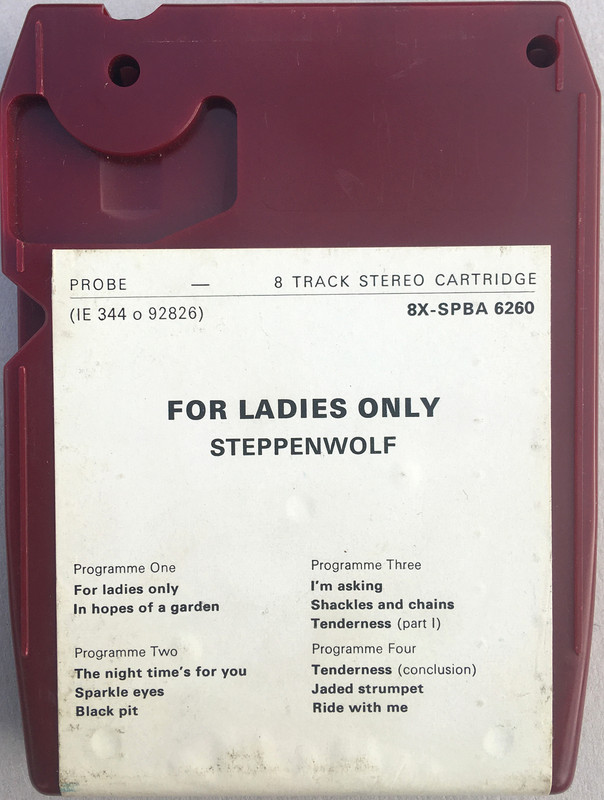 PROBE — 8 TRACK STEREO CARTRIDGE
(IE 344 o 92826) 8X-SPBA 6260
FOR LADIES ONLY
STEPPENWOLF
Programme One
For ladies only
In hopes of a garden
Programme Two
The night time's for you
Sparkle eyes
Black pit
Programme Three
I'm asking
Shackles and chains
Tenderness (part I)
Programme Four
Tenderness (conclusion)
Jaded strumpet
Ride with me